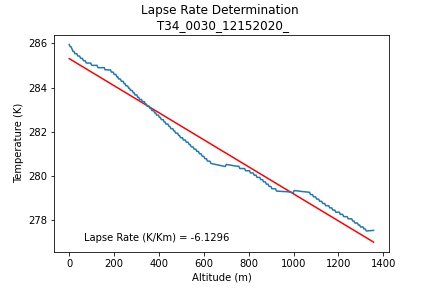 Lapse Rate Determination
T34_0030_12152020_
286
284
282
280
278
Temperature (K)
Lapse Rate (K/Km) = -6.1296
0 200 400 600 800 1000 1200 1400
Altitude (m)